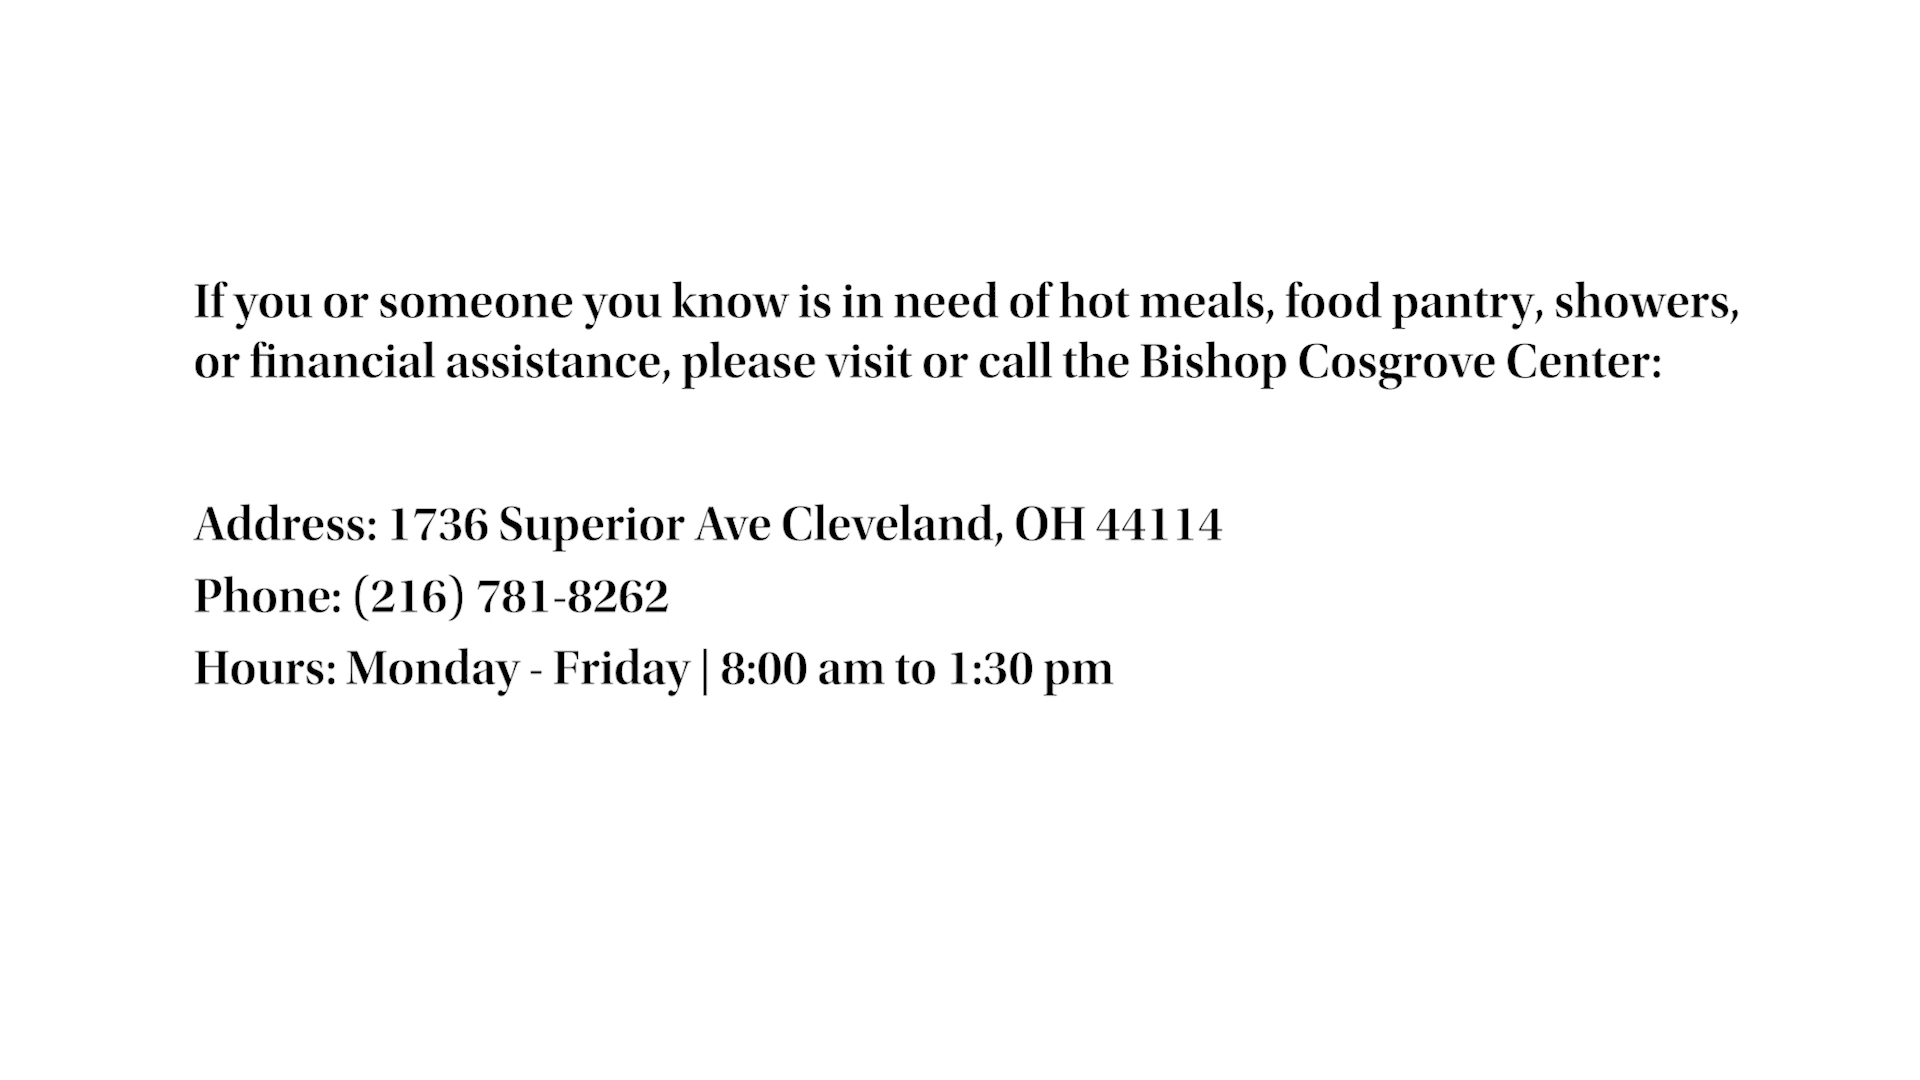 If you or someone you know is in need of hot meals, food pantry, showers,
or financial assistance, please visit or call the Bishop Cosgrove Center:
Address: 1736 Superior Ave Cleveland, OH 44114
Phone: (216) 781-8262
Hours: Monday - Friday | 8:00 am to 1:30 pm